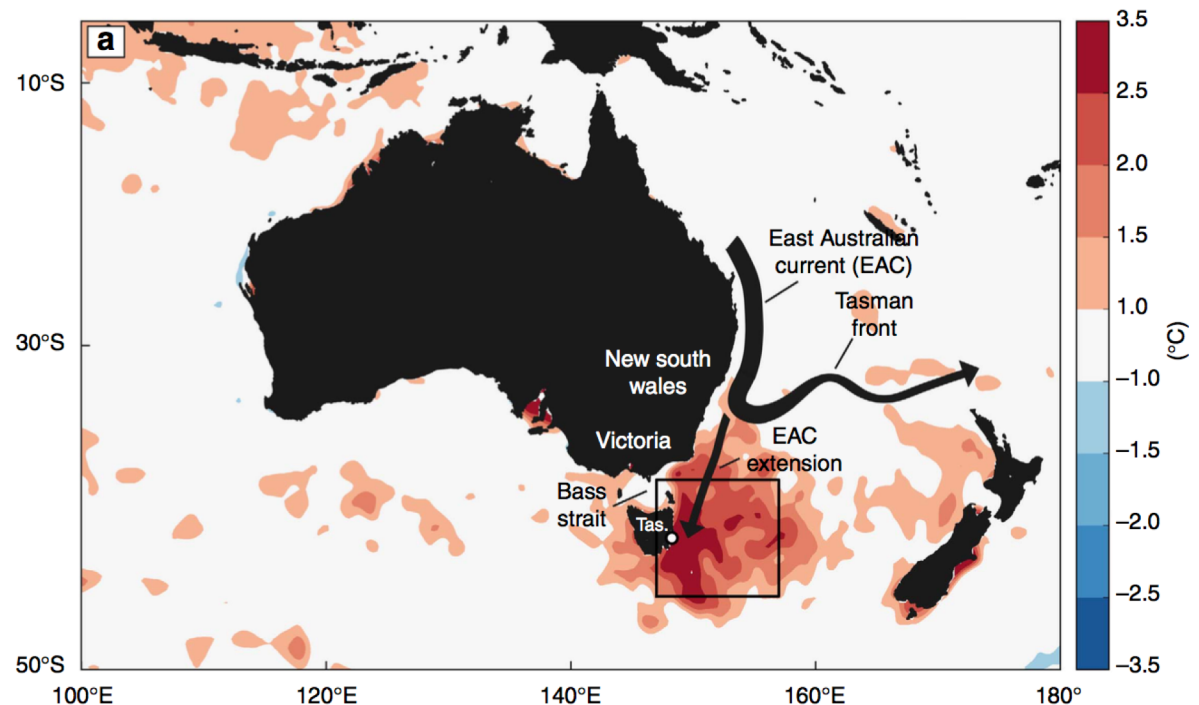 a
10°S
30°S
50°S
100°E
120°E
140°E
160°E
180°
East Australian
current (EAC)
Tasman
front
New south
wales
Victoria
EAC
extension
Bass
strait
Tas.
3.5
2.5
2.0
1.5
1.0
−1.0
−1.5
−2.0
−2.5
−3.5
(°C)